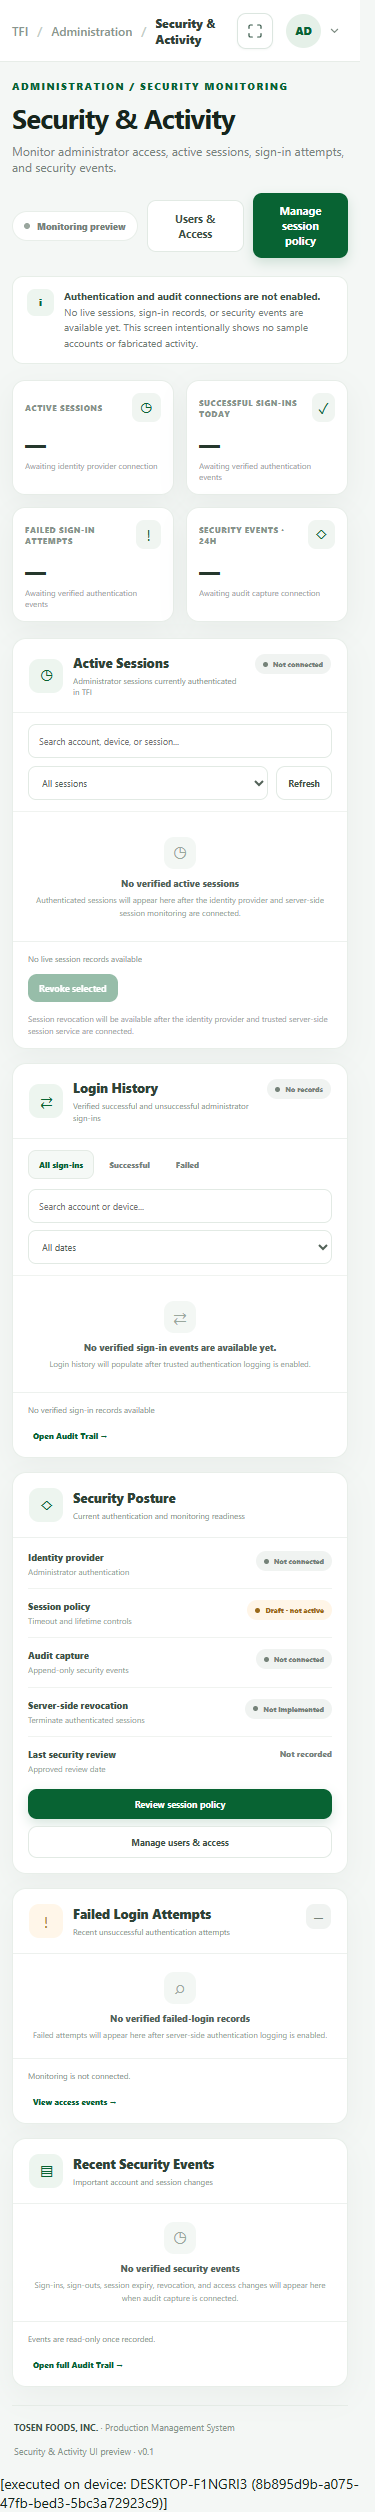 TFI / Administration / Security &
Activity
AD
ADMINISTRATION / SECURITY MONITORING
Security & Activity
Monitor administrator access, active sessions, sign-in attempts,
and security events.
Monitoring preview
Users &
Access
Manage
session
policy
i
Authentication and audit connections are not enabled.
No live sessions, sign-in records, or security events are
available yet. This screen intentionally shows no sample
accounts or fabricated activity.
ACTIVE SESSIONS
—
Awaiting identity provider connection
SUCCESSFUL SIGN-INS
TODAY
—
Awaiting verified authentication
events
FAILED SIGN-IN
ATTEMPTS
!
—
Awaiting verified authentication
events
SECURITY EVENTS ·
24H
—
Awaiting audit capture connection
Active Sessions
Administrator sessions currently authenticated
in TFI
Not connected
Search account, device, or session...
All sessions
Refresh
No verified active sessions
Authenticated sessions will appear here after the identity provider and server-side
session monitoring are connected.
No live session records available
Revoke selected
Session revocation will be available after the identity provider and trusted server-side
session service are connected.
Login History
Verified successful and unsuccessful administrator
sign-ins
No records
All sign-ins Successful Failed
Search account or device...
All dates
No verified sign-in events are available yet.
Login history will populate after trusted authentication logging is enabled.
No verified sign-in records available
Open Audit Trail →
Security Posture
Current authentication and monitoring readiness
Identity provider
Administrator authentication
Not connected
Session policy
Timeout and lifetime controls
Draft · not active
Audit capture
Append-only security events
Not connected
Server-side revocation
Terminate authenticated sessions
Not implemented
Last security review
Approved review date
Not recorded
Review session policy
Manage users & access
!
Failed Login Attempts
Recent unsuccessful authentication attempts
—
No verified failed-login records
Failed attempts will appear here after server-side authentication logging is enabled.
Monitoring is not connected.
View access events →
Recent Security Events
Important account and session changes
No verified security events
Sign-ins, sign-outs, session expiry, revocation, and access changes will appear here
when audit capture is connected.
Events are read-only once recorded.
Open full Audit Trail →
TOSEN FOODS, INC. · Production Management System
Security & Activity UI preview · v0.1
[executed on device: DESKTOP-F1NGRI3 (8b895d9b-a075-
47fb-bed3-5bc3a72923c9)]